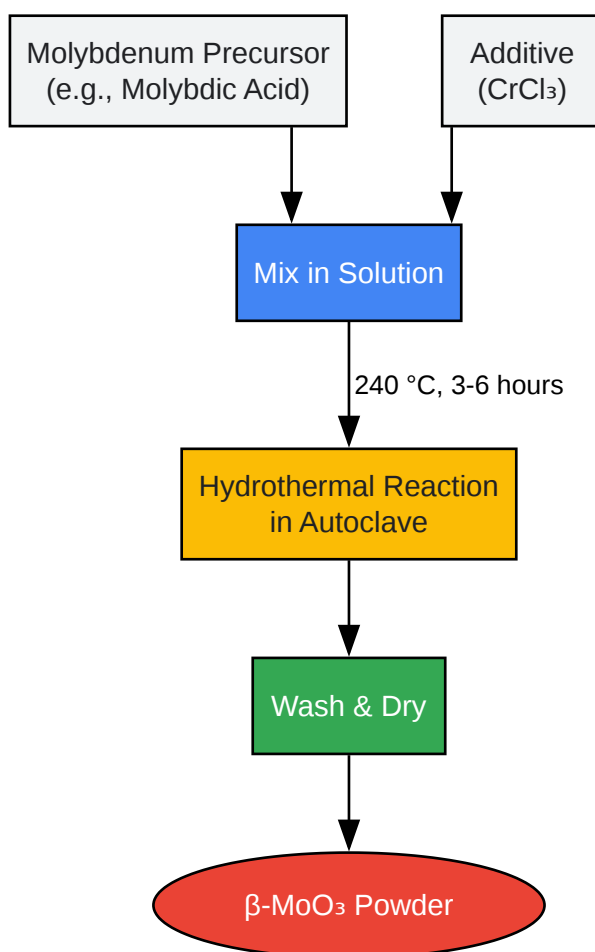 Molybdenum Precursor
(e.g., Molybdic Acid)
Additive
(CrCl₃)
Mix in Solution
240 °C, 3-6 hours
Hydrothermal Reaction
in Autoclave
Wash & Dry
β-MoO₃ Powder